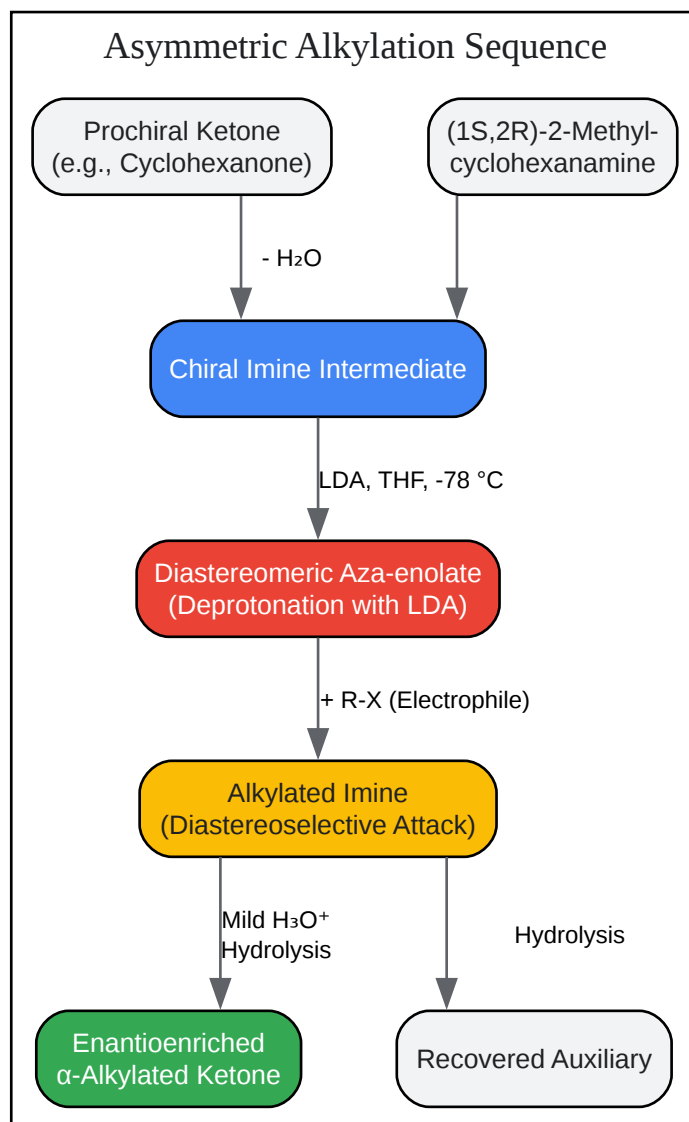 Asymmetric Alkylation Sequence
Prochiral Ketone
(e.g., Cyclohexanone)
(1S,2R)-2-Methyl-
cyclohexanamine
- H₂O
Chiral Imine Intermediate
LDA, THF, -78 °C
Diastereomeric Aza-enolate
(Deprotonation with LDA)
+ R-X (Electrophile)
Alkylated Imine
(Diastereoselective Attack)
Mild H₃O⁺
Hydrolysis
Hydrolysis
Enantioenriched
α-Alkylated Ketone
Recovered Auxiliary